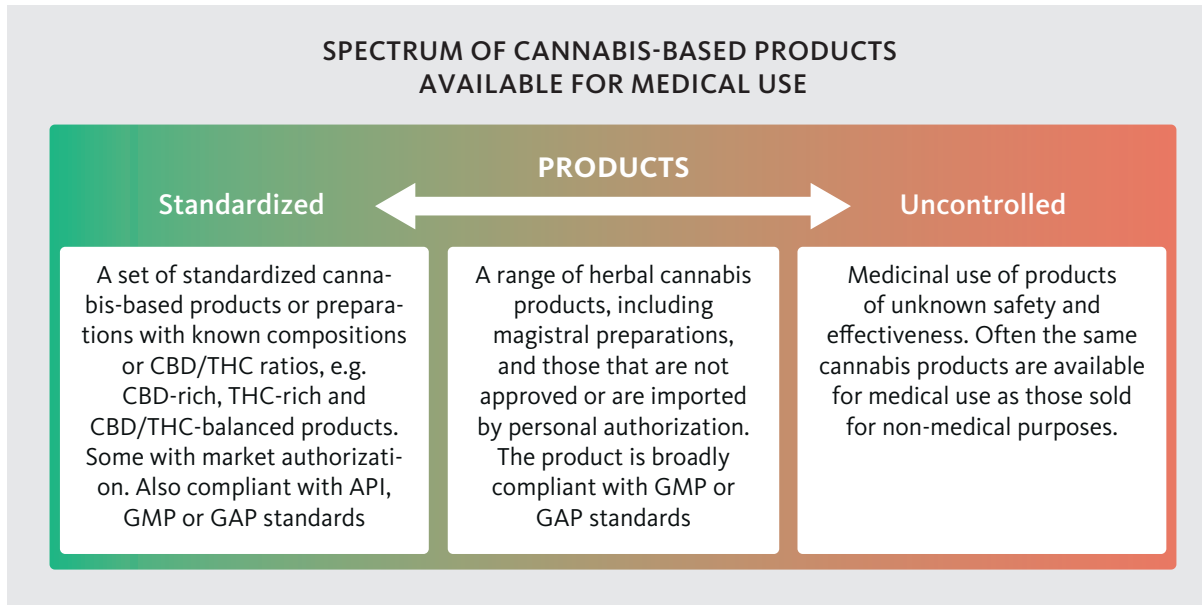 SPECTRUM OF CANNABIS-BASED PRODUCTS
AVAILABLE FOR MEDICAL USE
PRODUCTS
Standardized
Uncontrolled
A set of standardized canna-
bis-based products or prepara-
tions with known compositions
or CBD/THC ratios, e.g.
CBD-rich, THC-rich and
CBD/THC-balanced products.
Some with market authorizati-
on. Also compliant with API,
GMP or GAP standards
A range of herbal cannabis
products, including
magistral preparations,
and those that are not
approved or are imported
by personal authorization.
The product is broadly
compliant with GMP or
GAP standards
Medicinal use of products
of unknown safety and
effectiveness. Often the same
cannabis products are available
for medical use as those sold
for non-medical purposes.